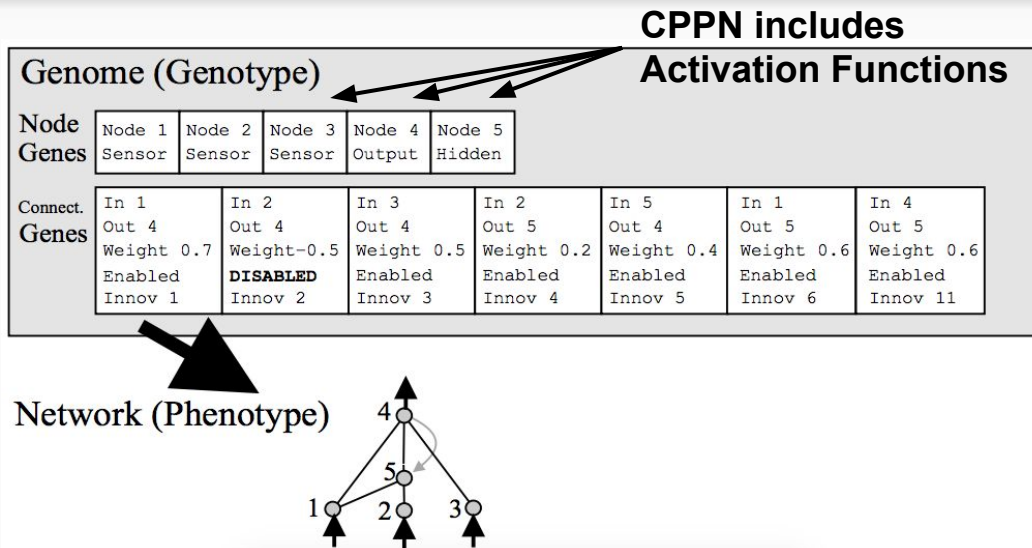 CPPN includes
Activation Functions
Genome (Genotype)
Node
Genes
Node 1 Node 2 Node 3 Node 4 Node 5
Sensor Sensor Sensor Output Hidden
Connect.
Genes
In 1 In 2 In 3 In 2 In 5 In 1 In 4
Out 4 Out 4 Out 4 Out 5 Out 4 Out 5 Out 5
Weight 0.7 Weight-0.5 Weight 0.5 Weight 0.2 Weight 0.4 Weight 0.6 Weight 0.6
Enabled DISABLED Enabled Enabled Enabled Enabled Enabled
Innov 1 Innov 2 Innov 3 Innov 4 Innov 5 Innov 6 Innov 11
Network (Phenotype)
4
5
1 2 3